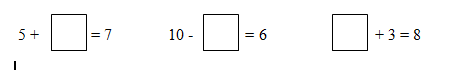 5 + □ = 7 10 - □ = 6 □ + 3 = 8